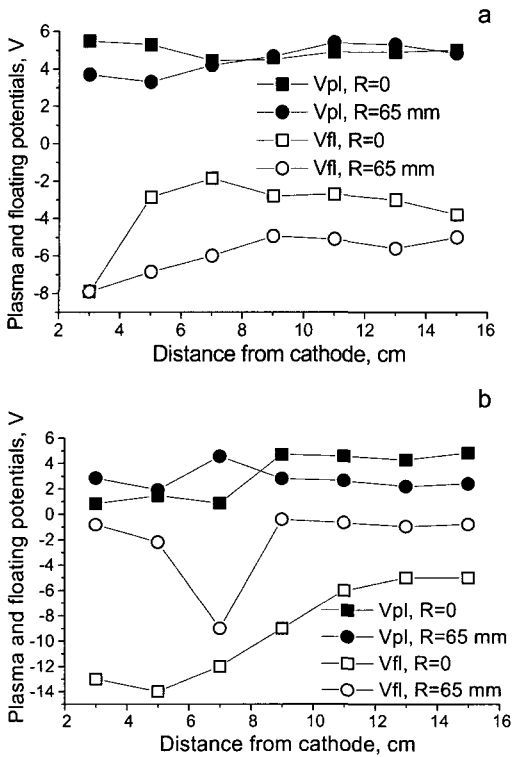 a
Plasma and floating potentials, V
6
4
2
0
-2
-4
-6
-8
Vpl, R=0
Vpl, R=65 mm
Vfl, R=0
Vfl, R=65 mm
2 4 6 8 10 12 14 16
Distance from cathode, cm
b
Plasma and floating potentials, V
6
4
2
0
-2
-4
-6
-8
-10
-12
-14
Vpl, R=0
Vpl, R=65 mm
Vfl, R=0
Vfl, R=65 mm
2 4 6 8 10 12 14 16
Distance from cathode, cm